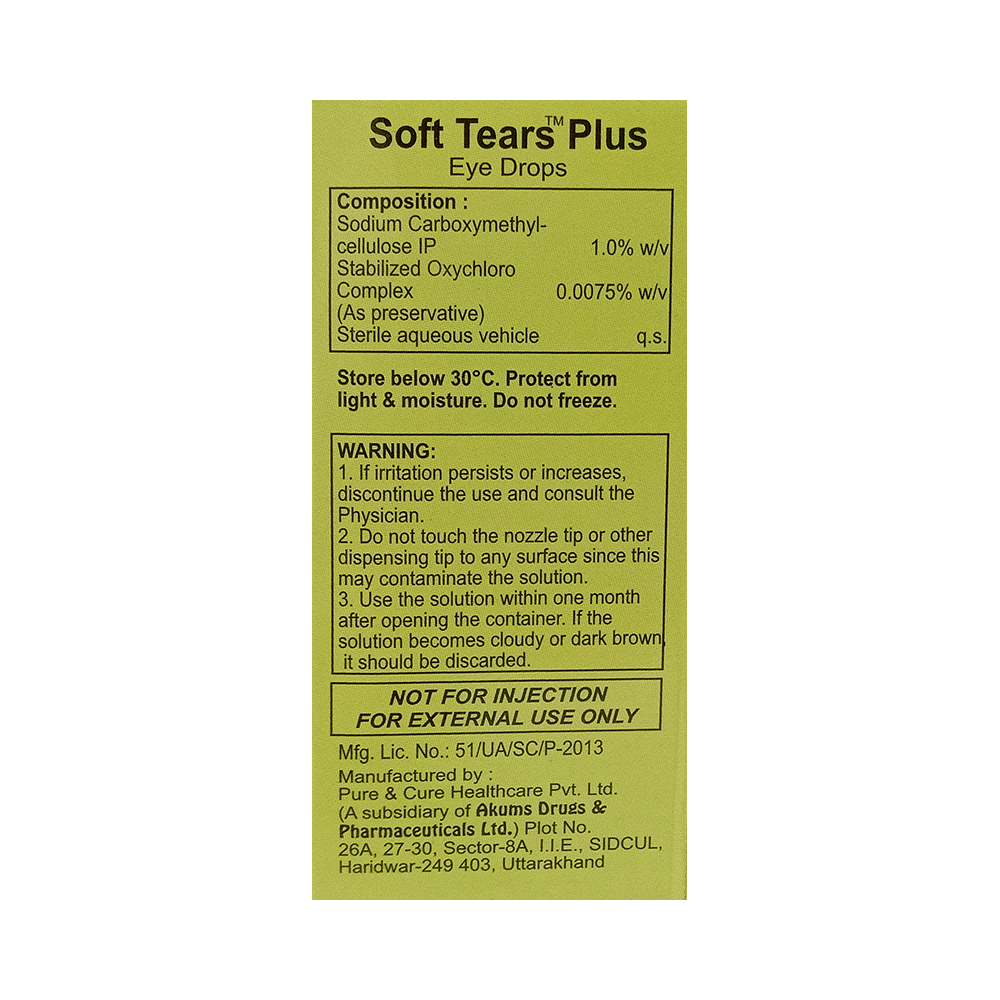 Soft Tears™ Plus
Eye Drops
Composition :
Sodium Carboxymethyl-
cellulose IP 1.0% w/v
Stabilized Oxychloro
Complex 0.0075% w/v
(As preservative)
Sterile aqueous vehicle q.s.
Store below 30°C. Protect from
light & moisture. Do not freeze.
WARNING:
1. If irritation persists or increases,
discontinue the use and consult the
Physician.
2. Do not touch the nozzle tip or other
dispensing tip to any surface since this
may contaminate the solution.
3. Use the solution within one month
after opening the container. If the
solution becomes cloudy or dark brown,
it should be discarded.
NOT FOR INJECTION
FOR EXTERNAL USE ONLY
Mfg. Lic. No.: 51/UA/SC/P-2013
Manufactured by :
Pure & Cure Healthcare Pvt. Ltd.
(A subsidiary of Akums Drugs &
Pharmaceuticals Ltd.) Plot No.
26A, 27-30, Sector-8A, I.I.E., SIDCUL,
Haridwar-249 403, Uttarakhand